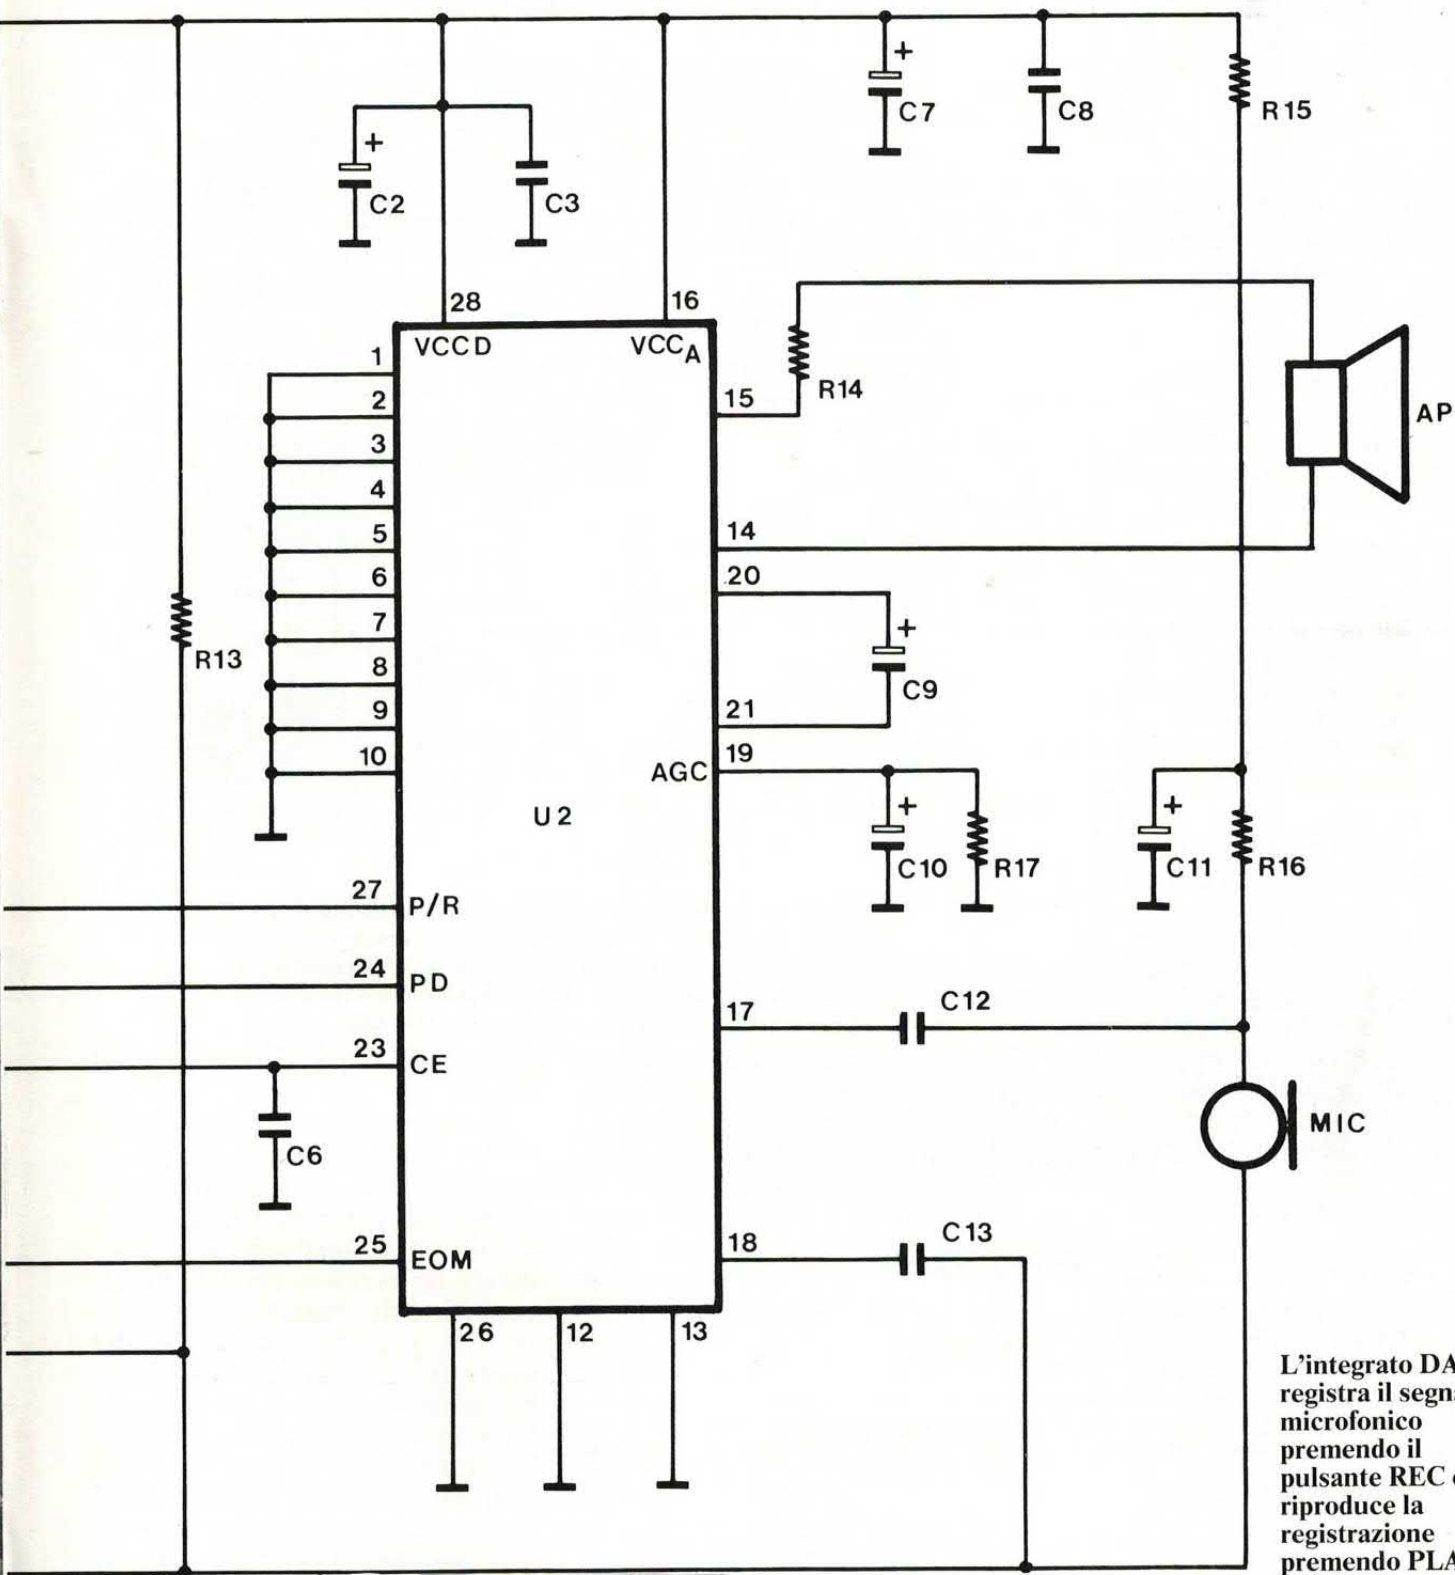 +
C7
C8
R15
+
C2
C3
28
16
VCCD
VCCA
1
2
3
4
5
6
7
8
9
10
15
R14
AP
14
20
+
C9
21
R13
19
AGC
U2
+
C10
R17
+
C11
R16
27
P/R
24
PD
17
C12
23
CE
C6
MIC
25
EOM
18
C13
26
12
13
L'integrato
registra il
microfonico
premendo il
pulsante REC
riproduce la
registrazione
premendo